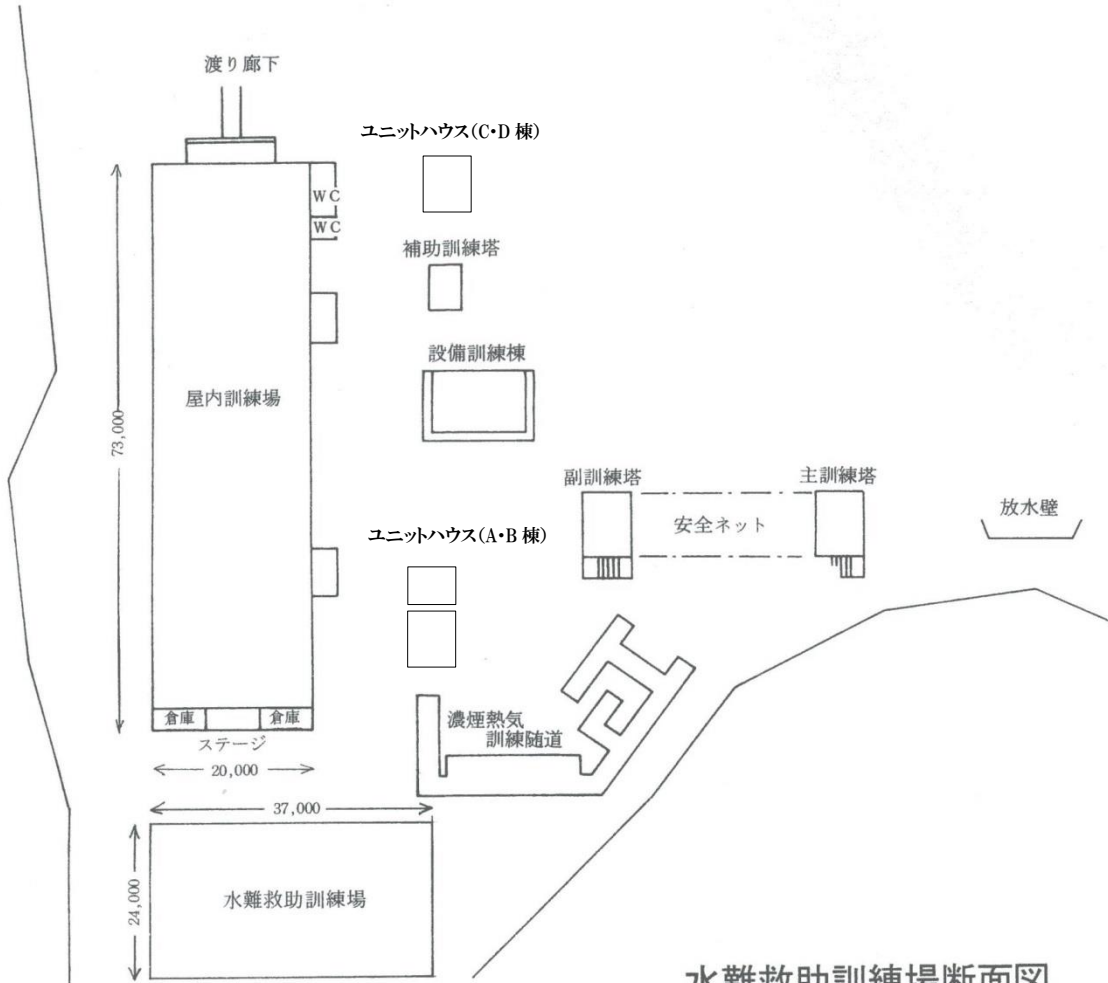 渡り廊下
ユニットハウス(C・D 棟)
WC
WC
補助訓練塔
設備訓練棟
屋内訓練場
73,000
副訓練塔
主訓練塔
安全ネット
放水壁
ユニットハウス(A・B 棟)
倉庫
倉庫
ステージ
20,000
濃煙熱気
訓練随道
37,000
24,000
水難救助訓練場
水難救助訓練場断面図